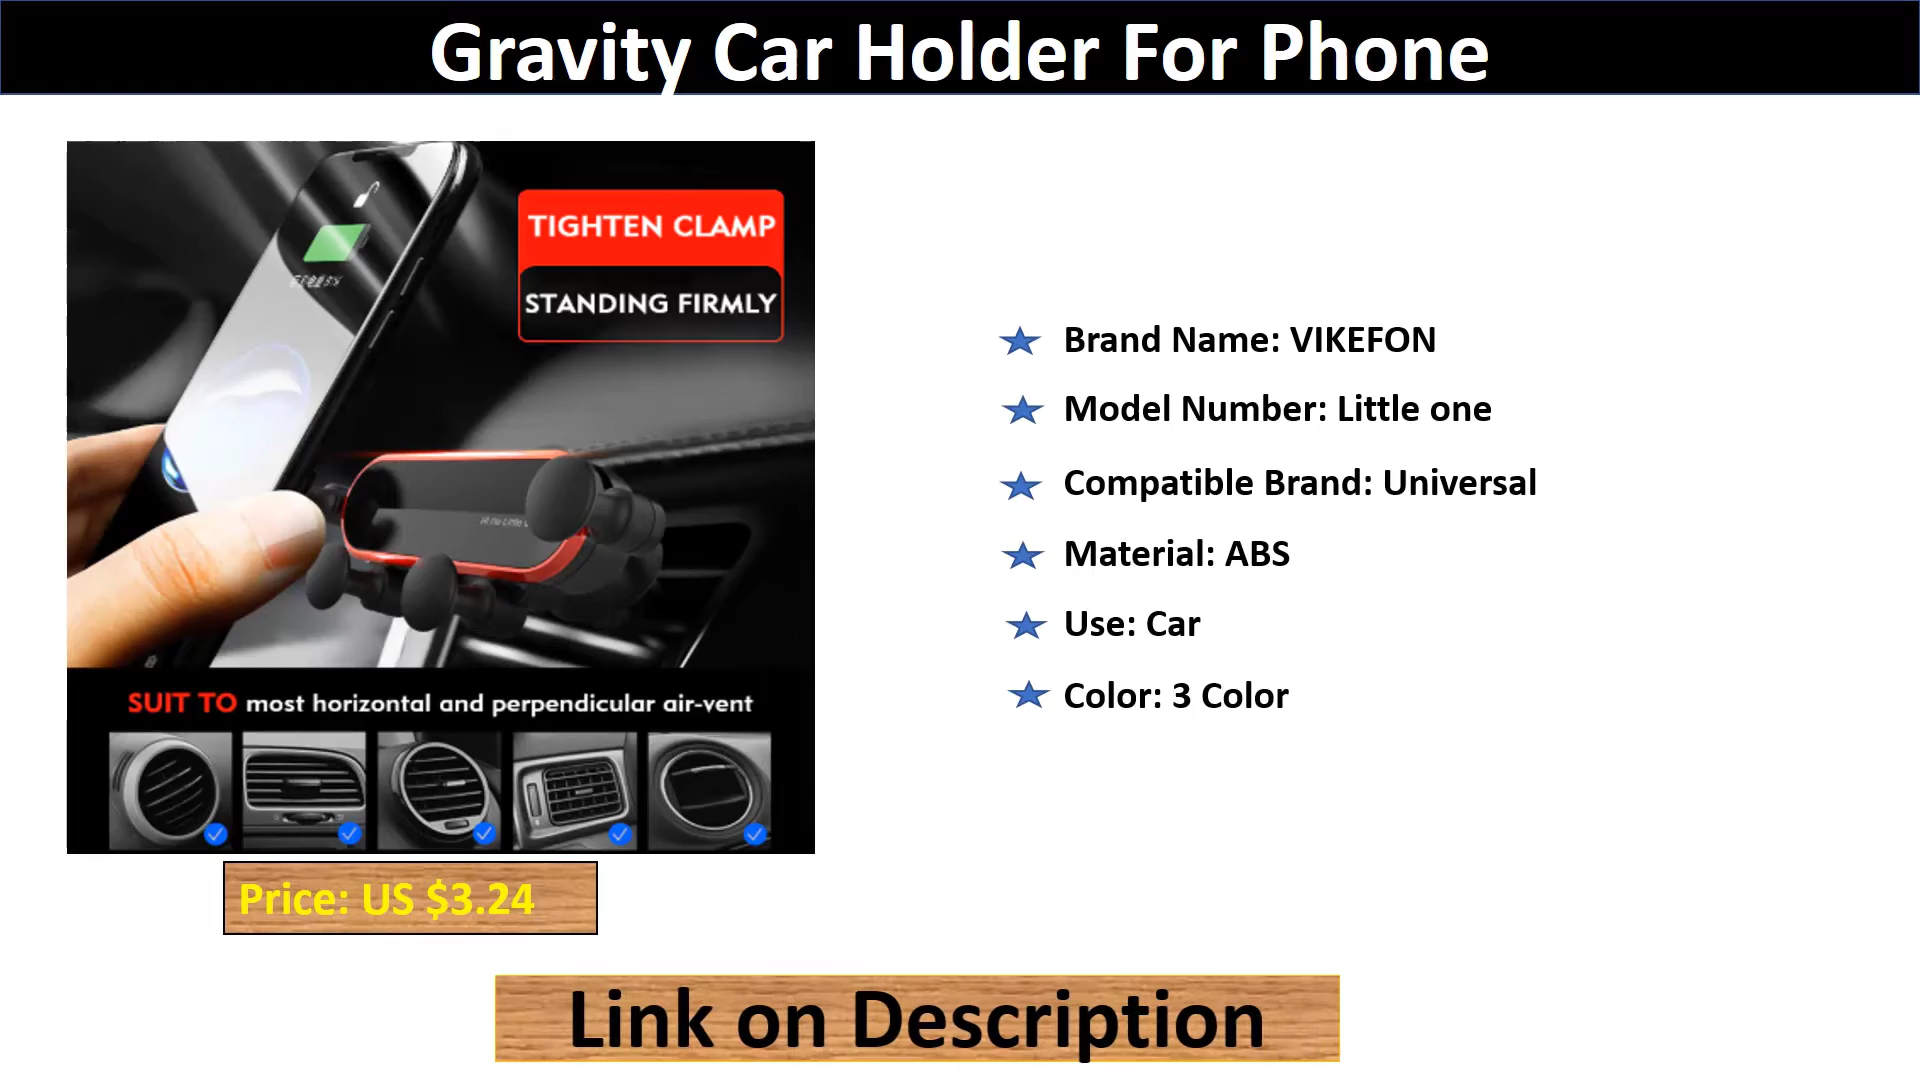 Gravity Car Holder For Phone
TIGHTEN CLAMP
STANDING FIRMLY
SUIT TO most horizontal and perpendicular air-vent
Price: US $3.24
Brand Name: VIKEFON
Model Number: Little one
Compatible Brand: Universal
Material: ABS
Use: Car
Color: 3 Color
Link on Description